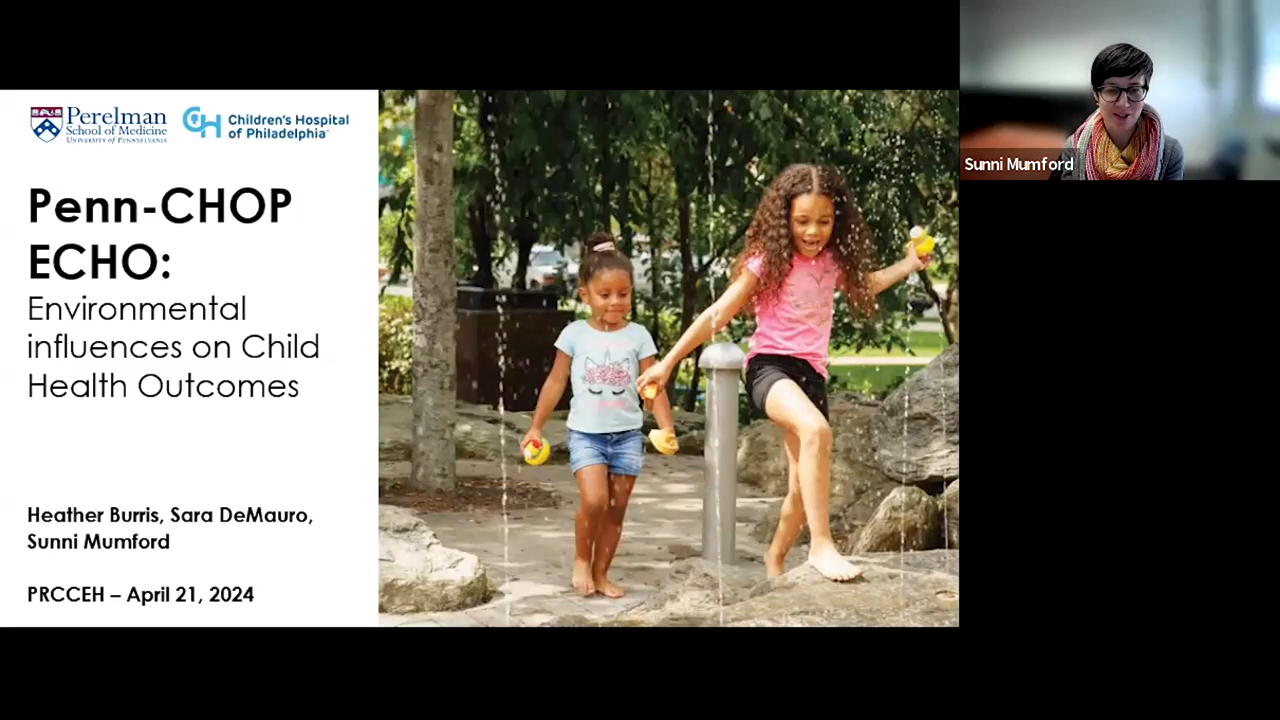 Perelman
School of Medicine
University of Pennsylvania
CH
Children's Hospital
of Philadelphia
Penn-CHOP
ECHO:
Environmental
influences on Child
Health Outcomes
Heather Burris, Sara DeMauro,
Sunni Mumford
PRCCEH – April 21, 2024
Sunni Mumford